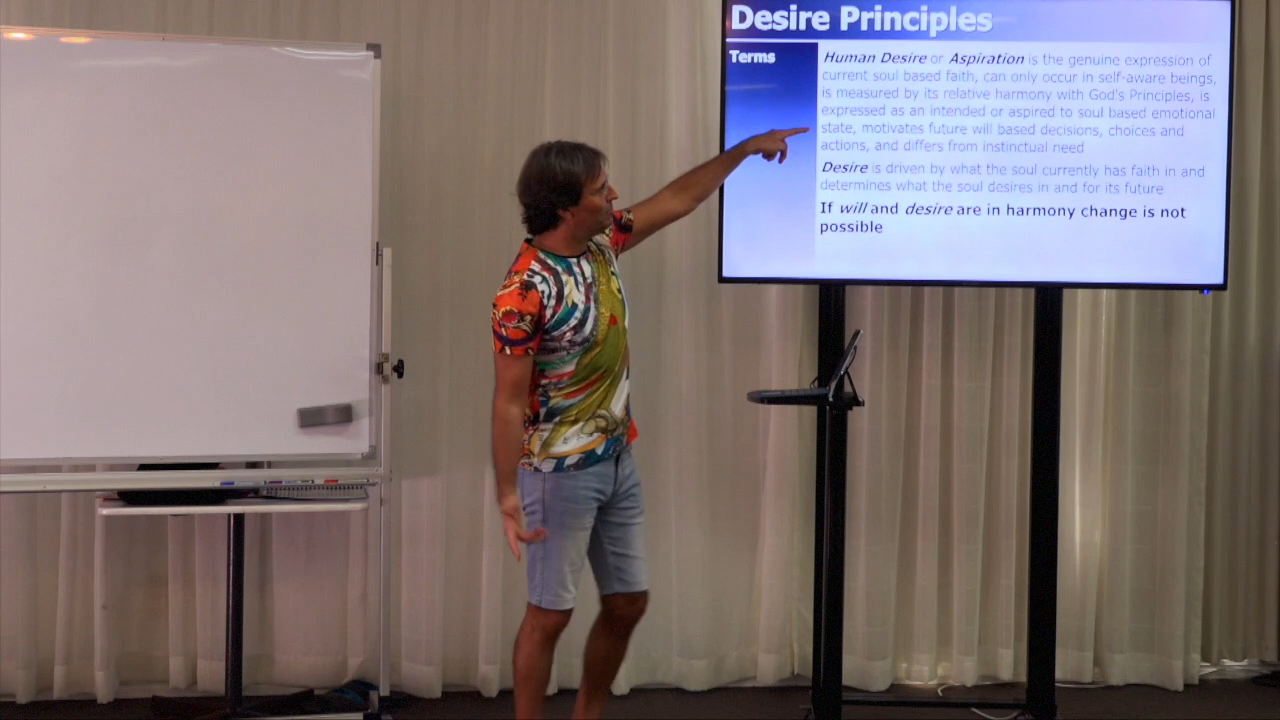 Desire Principles
Terms
Human Desire or Aspiration is the genuine expression of
current soul based faith, can only occur in self-aware beings,
is measured by its relative harmony with God's Principles, is
expressed as an intended or aspired to soul based emotional
state, motivates future will based decisions, choices and
actions, and differs from instinctual need
Desire is driven by what the soul currently has faith in and
determines what the soul desires in and for its future
If will and desire are in harmony change is not
possible